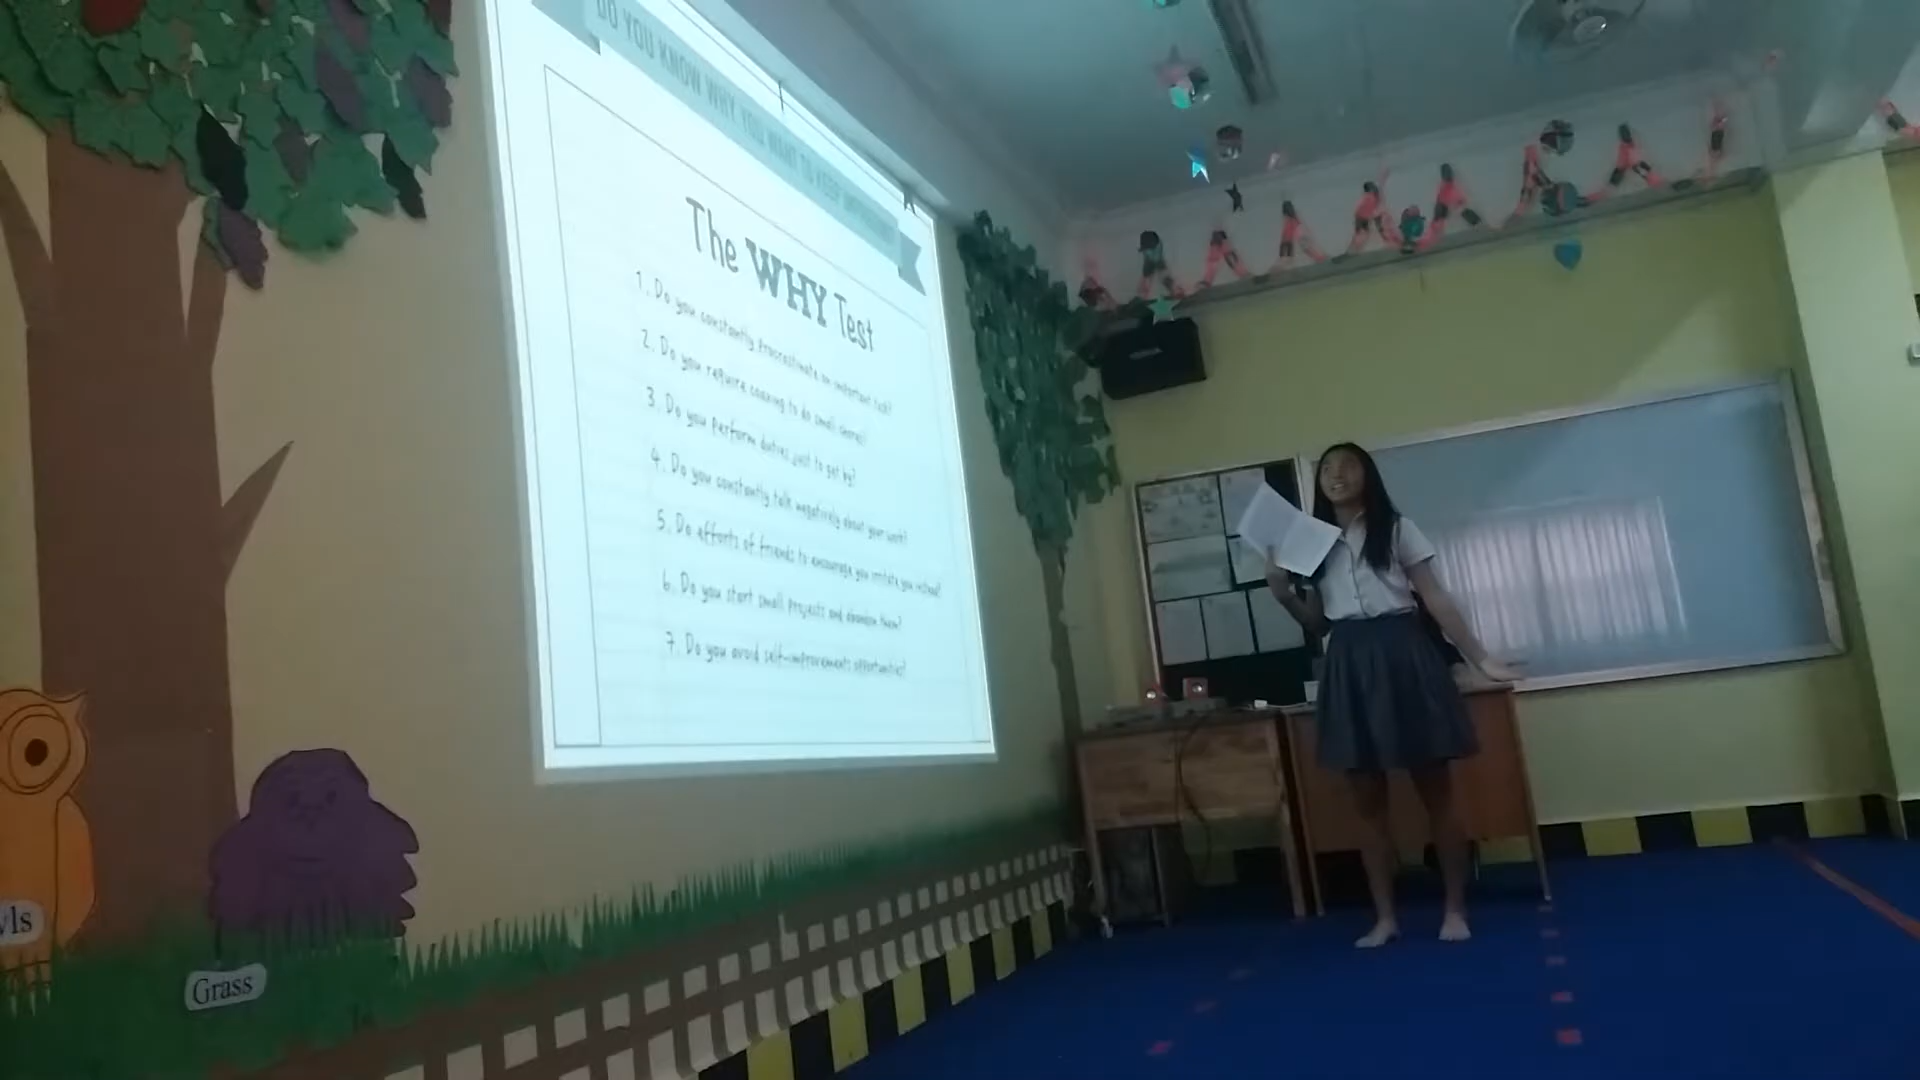 DO YOU KNOW WHY YOU WANT TO KEEP IMPROVING?
The WHY Test
1. Do you constantly procrastinate on important task?
2. Do you require coaxing to do small chores?
3. Do you perform duties just to get by?
4. Do you constantly talk negatively about your work?
5. Do efforts of friends to encourage you irritate you instead?
6. Do you start small projects and abandon them?
7. Do you avoid self-improvements opportunities?
Grass